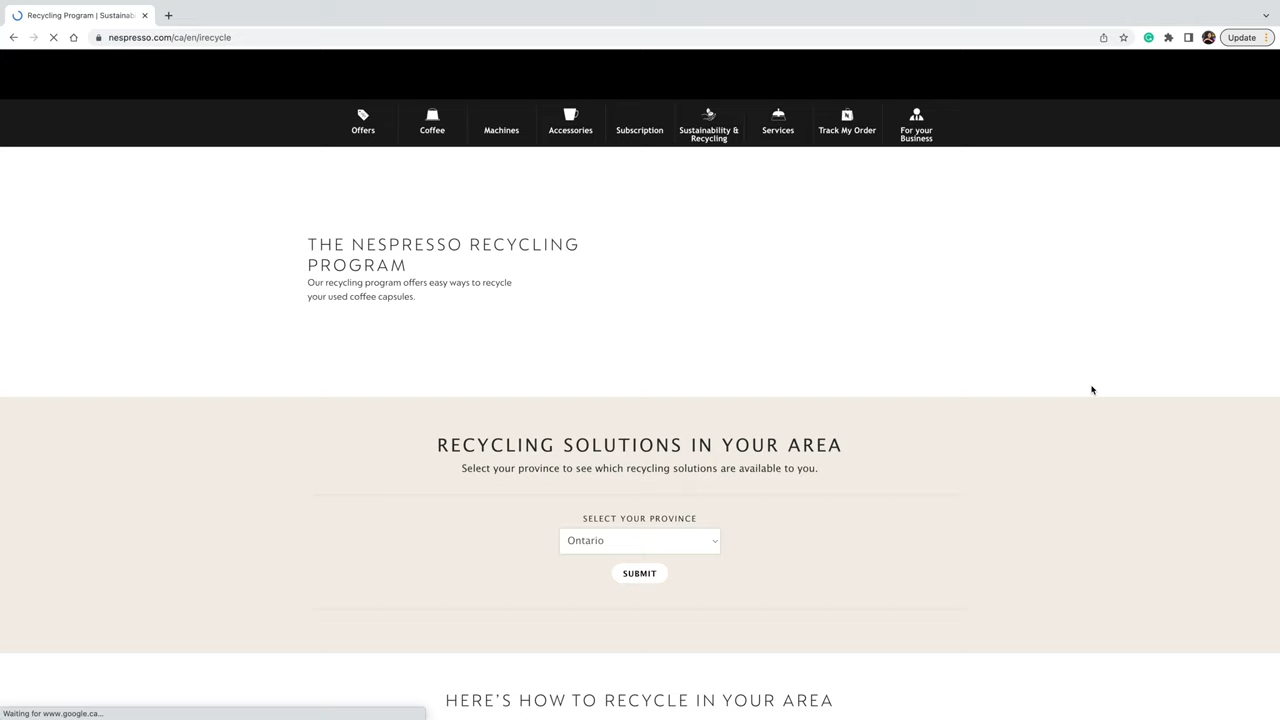 Recycling Program | Sustainab
nespresso.com/ca/en/irecycle
Update
Offers
Coffee
Machines
Accessories
Subscription
Sustainability &
Recycling
Services
Track My Order
For your
Business
THE NESPRESSO RECYCLING
PROGRAM
Our recycling program offers easy ways to recycle
your used coffee capsules.
RECYCLING SOLUTIONS IN YOUR AREA
Select your province to see which recycling solutions are available to you.
SELECT YOUR PROVINCE
Ontario
SUBMIT
HERE'S HOW TO RECYCLE IN YOUR AREA
Waiting for www.google.ca...